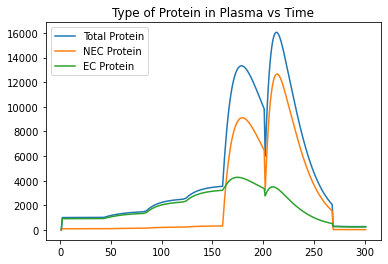 Type of Protein in Plasma vs Time
Total Protein
NEC Protein
EC Protein
16000
14000
12000
10000
8000
6000
4000
2000
0
0 50 100 150 200 250 300